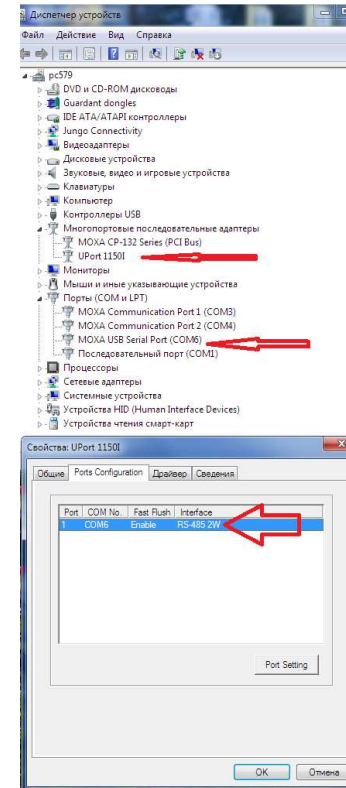 Диспетчер устройств
Файл Действие Вид Справка
pc579
DVD и CD-ROM дисководы
Guardant dongles
IDE ATA/ATAPI контроллеры
Jungo Connectivity
Видеоадаптеры
Дисковые устройства
Звуковые, видео и игровые устройства
Клавиатуры
Компьютер
Контроллеры USB
Многопортовые последовательные адаптеры
MOXA CP-132 Series (PCI Bus)
UPort 1150I
Мониторы
Мыши и иные указывающие устройства
Порты (COM и LPT)
MOXA Communication Port 1 (COM3)
MOXA Communication Port 2 (COM4)
MOXA USB Serial Port (COM6)
Последовательный порт (COM1)
Процессоры
Сетевые адаптеры
Системные устройства
Устройства HID (Human Interface Devices)
Устройства чтения смарт-карт
Свойства: UPort 1150I
Общие Ports Configuration Драйвер Сведения
Port COM No. Fast Flush Interface
1 COM6 Enable RS-485 2W
Port Setting
OK Отмена